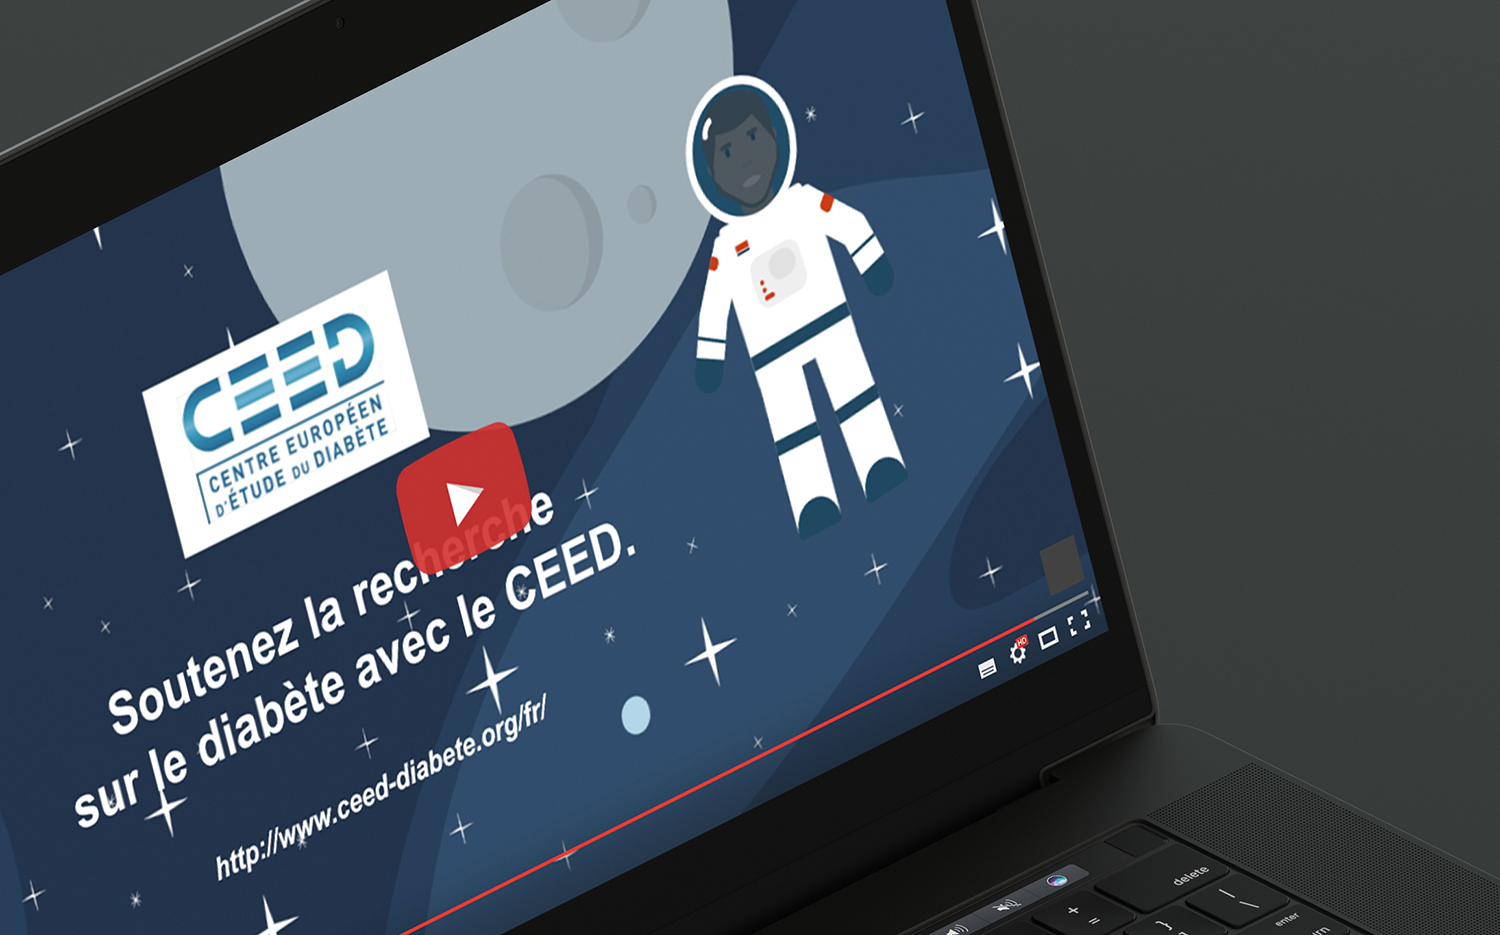 CEED
CENTRE EUROPÉEN
D'ÉTUDE DU DIABÈTE
Soutenez la recherche
sur le diabète avec le CEED.
http://www.ceed-diabete.org/fr/
HD
delete
+
=
}
|
\
enter